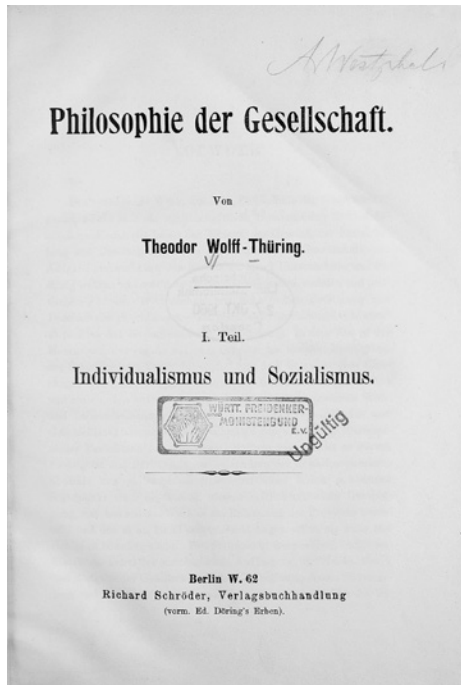 Philosophie der Gesellschaft.
Von
Theodor Wolff-Thüring.
I. Teil.
Individualismus und Sozialismus.
WÜRTT. FREIDENKER-
MONISTENBUND
E.V.
Ungültig
Berlin W. 62
Richard Schröder, Verlagsbuchhandlung
(vorm. Ed. Döring's Erben).